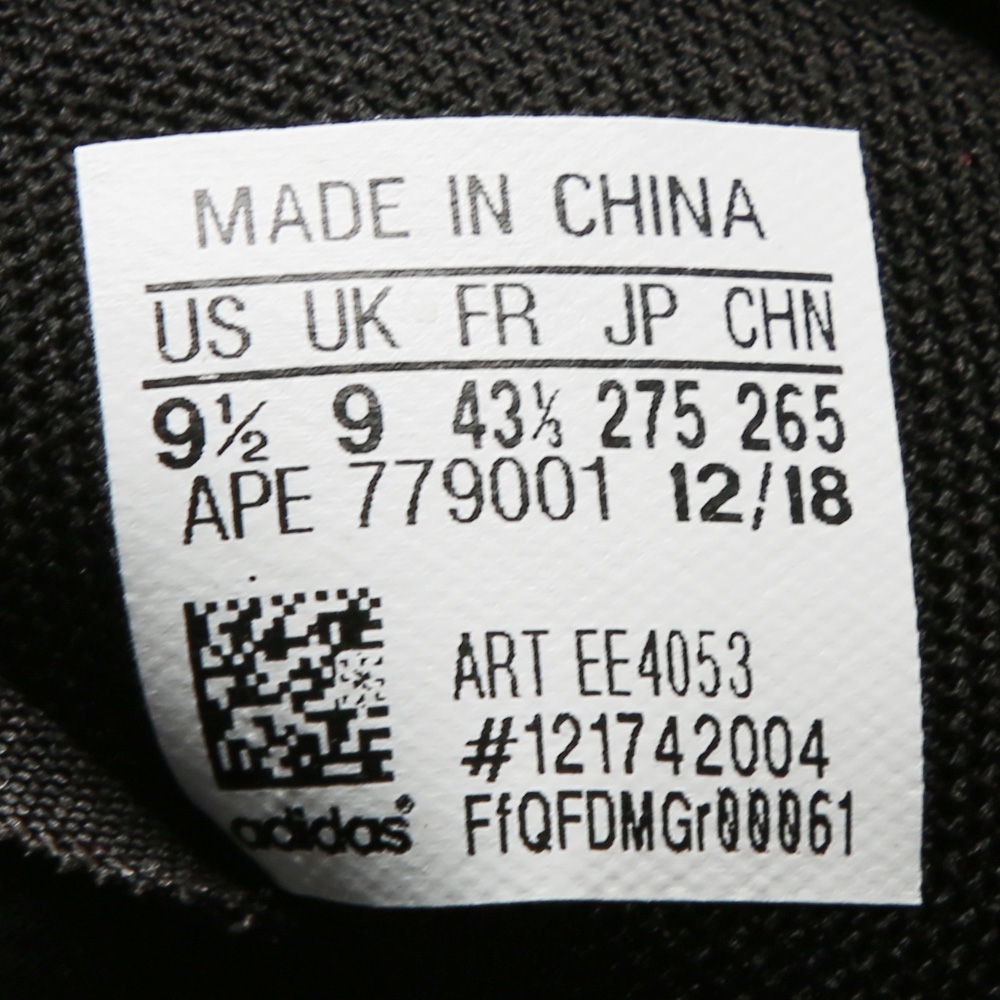 MADE IN CHINA
US UK FR JP CHN
9½ 9 43⅓ 275 265
APE 779001 12/18
ART EE4053
#121742004
adidas® FfQFDMGr00061